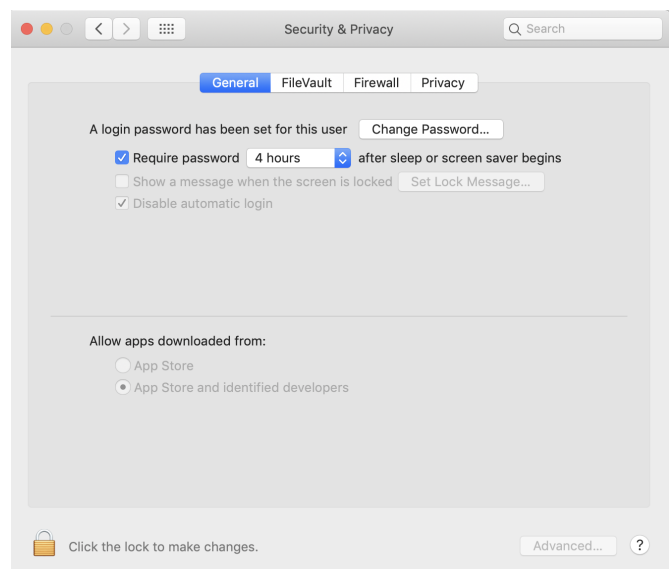 Security & Privacy
Search
General FileVault Firewall Privacy
A login password has been set for this user Change Password...
Require password 4 hours after sleep or screen saver begins
Show a message when the screen is locked Set Lock Message...
Disable automatic login
Allow apps downloaded from:
App Store
App Store and identified developers
Click the lock to make changes.
Advanced... ?